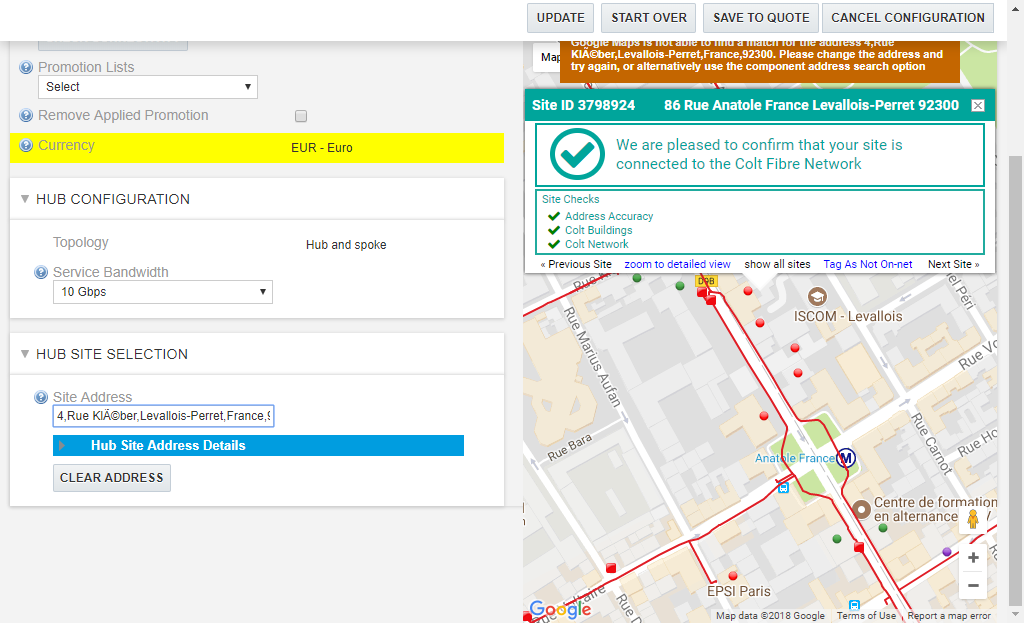 UPDATE
START OVER
SAVE TO QUOTE
CANCEL CONFIGURATION
Promotion Lists
Select
Remove Applied Promotion
Currency
EUR - Euro
HUB CONFIGURATION
Topology
Hub and spoke
Service Bandwidth
10 Gbps
HUB SITE SELECTION
Site Address
4,Rue KlÃ©ber,Levallois-Perret,France,9
Hub Site Address Details
CLEAR ADDRESS
Map
Google Maps is not able to find a match for the address 4,Rue
KlÃ©ber,Levallois-Perret,France,92300. Please change the address and
try again, or alternatively use the component address search option
Site ID 3798924
86 Rue Anatole France Levallois-Perret 92300
We are pleased to confirm that your site is
connected to the Colt Fibre Network
Site Checks
Address Accuracy
Colt Buildings
Colt Network
« Previous Site
zoom to detailed view
show all sites
Tag As Not On-net
Next Site »
D9B
ISCOM - Levallois
Rue Marius Aufan
Rue Bara
Rue Carnot
Anatole France
M
Centre de formation
en alternance
EPSI Paris
Google
Map data ©2018 Google
Terms of Use
Report a map error